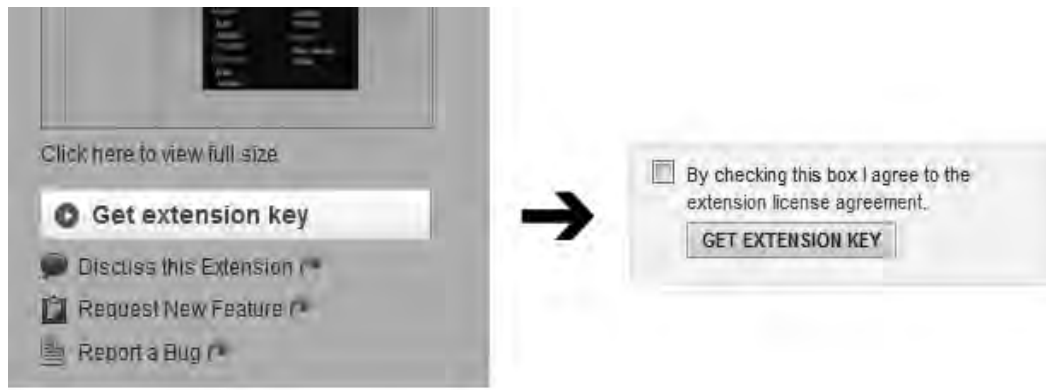 Click here to view full size
Get extension key
Discuss this Extension
Request New Feature
Report a Bug
By checking this box I agree to the
extension license agreement.
GET EXTENSION KEY